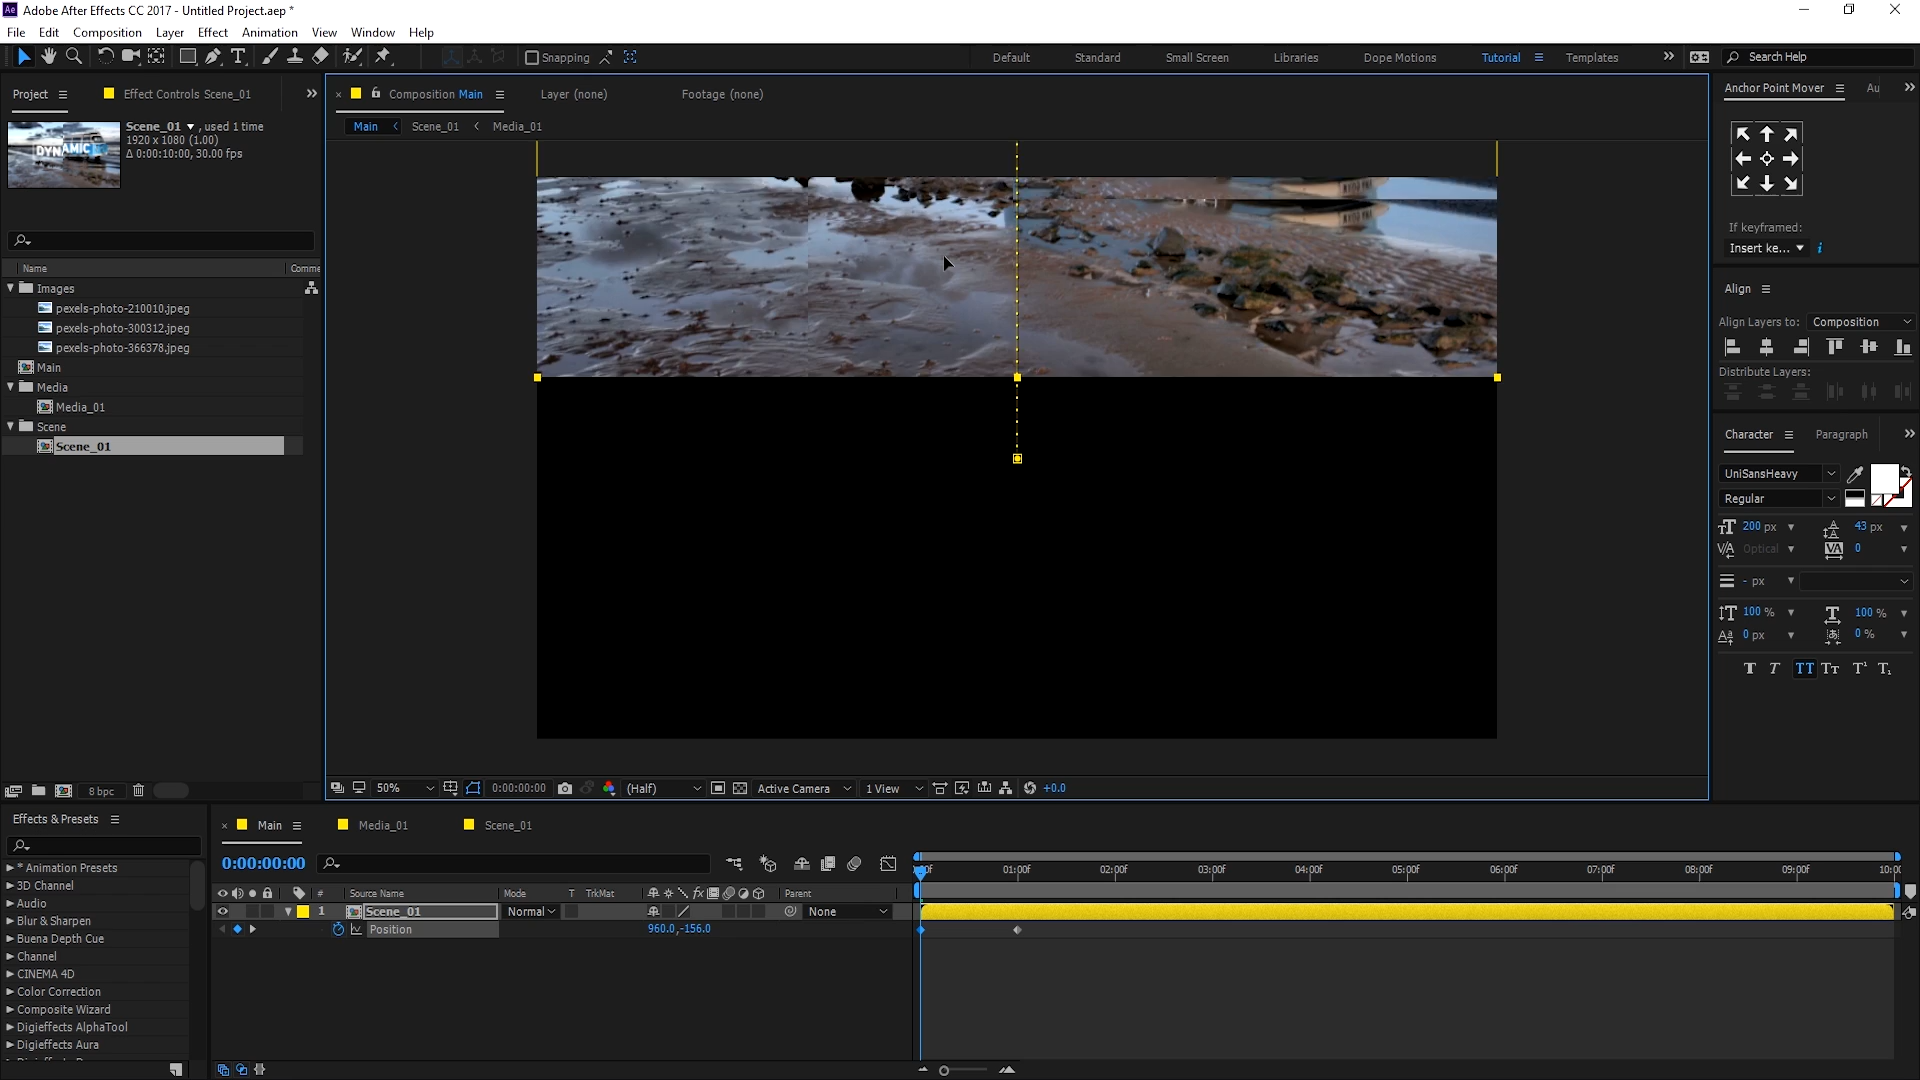 Adobe After Effects CC 2017 - Untitled Project.aep *
File Edit Composition Layer Effect Animation View Window Help
Snapping Default Standard Small Screen Libraries Dope Motions Tutorial Templates Search Help
Project Effect Controls Scene_01 Composition Main Layer (none) Footage (none) Anchor Point Mover Au
Scene_01 , used 1 time
1920 x 1080 (1.00)
Δ 0:00:10:00, 30.00 fps
DYNAMIC
Main Scene_01 Media_01
If keyframed:
Insert ke...
Name Comme
Images
pexels-photo-210010.jpeg
pexels-photo-300312.jpeg
pexels-photo-366378.jpeg
Main
Media
Media_01
Scene
Scene_01
Align
Align Layers to: Composition
Distribute Layers:
Character Paragraph
UniSansHeavy
Regular
200 px 43 px
Optical 0
- px
100 % 100 %
0 px 0 %
8 bpc 50% 0:00:00:00 (Half) Active Camera 1 View +0.0
Effects & Presets Main Media_01 Scene_01
0:00:00:00
01:00f 02:00f 03:00f 04:00f 05:00f 06:00f 07:00f 08:00f 09:00f 10:00
# Source Name Mode T TrkMat Parent
1 Scene_01 Normal None
Position 960.0,-156.0
* Animation Presets
3D Channel
Audio
Blur & Sharpen
Buena Depth Cue
Channel
CINEMA 4D
Color Correction
Composite Wizard
Digieffects AlphaTool
Digieffects Aura